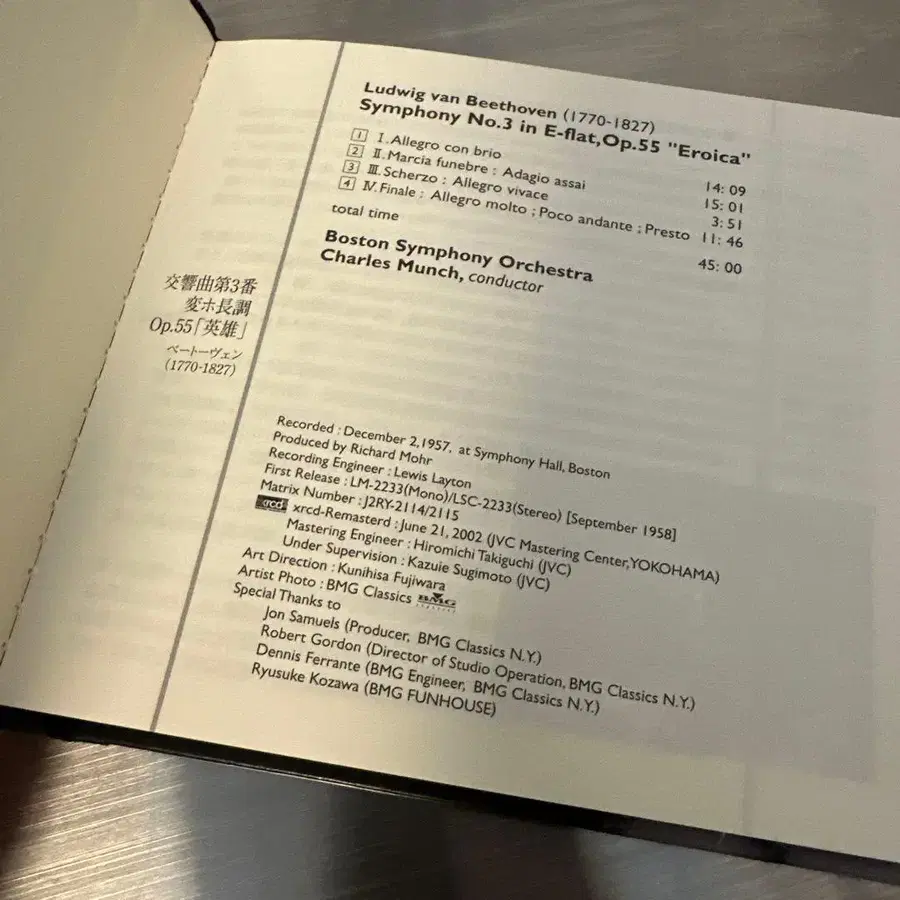 Ludwig van Beethoven (1770-1827)
Symphony No.3 in E-flat,Op.55 "Eroica"
1 I.Allegro con brio 14: 09
2 II.Marcia funebre : Adagio assai 15: 01
3 III.Scherzo : Allegro vivace 3: 51
4 IV.Finale : Allegro molto ; Poco andante ; Presto 11: 46
total time 45: 00
Boston Symphony Orchestra
Charles Munch, conductor
交響曲第3番
変ホ長調
Op.55「英雄」
ベートーヴェン
(1770-1827)
Recorded : December 2,1957, at Symphony Hall, Boston
Produced by Richard Mohr
Recording Engineer : Lewis Layton
First Release : LM-2233(Mono)/LSC-2233(Stereo) [September 1958]
Matrix Number : J2RY-2114/2115
xrcd xrcd-Remasterd : June 21, 2002 (JVC Mastering Center,YOKOHAMA)
Mastering Engineer : Hiromichi Takiguchi (JVC)
Under Supervision : Kazuie Sugimoto (JVC)
Art Direction : Kunihisa Fujiwara
Artist Photo : BMG Classics BMG CLASSICS
Special Thanks to
Jon Samuels (Producer, BMG Classics N.Y.)
Robert Gordon (Director of Studio Operation, BMG Classics N.Y.)
Dennis Ferrante (BMG Engineer, BMG Classics N.Y.)
Ryusuke Kozawa (BMG FUNHOUSE)